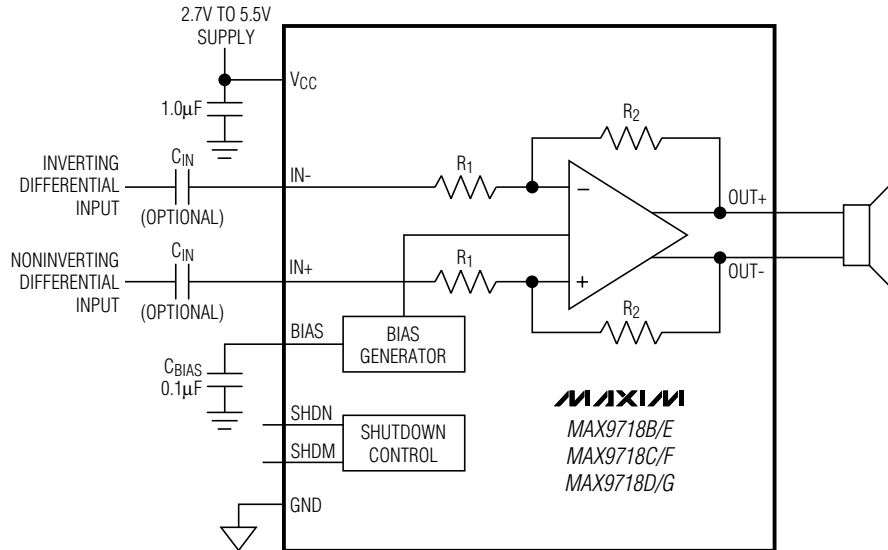 2.7V TO 5.5V
SUPPLY
VCC
1.0µF
R2
INVERTING
DIFFERENTIAL
INPUT
CIN
(OPTIONAL)
IN-
R1
−
OUT+
NONINVERTING
DIFFERENTIAL
INPUT
CIN
(OPTIONAL)
IN+
R1
+
OUT-
R2
BIAS
BIAS
GENERATOR
CBIAS
0.1µF
SHDN
SHDM
SHUTDOWN
CONTROL
GND
MAXIM
MAX9718B/E
MAX9718C/F
MAX9718D/G